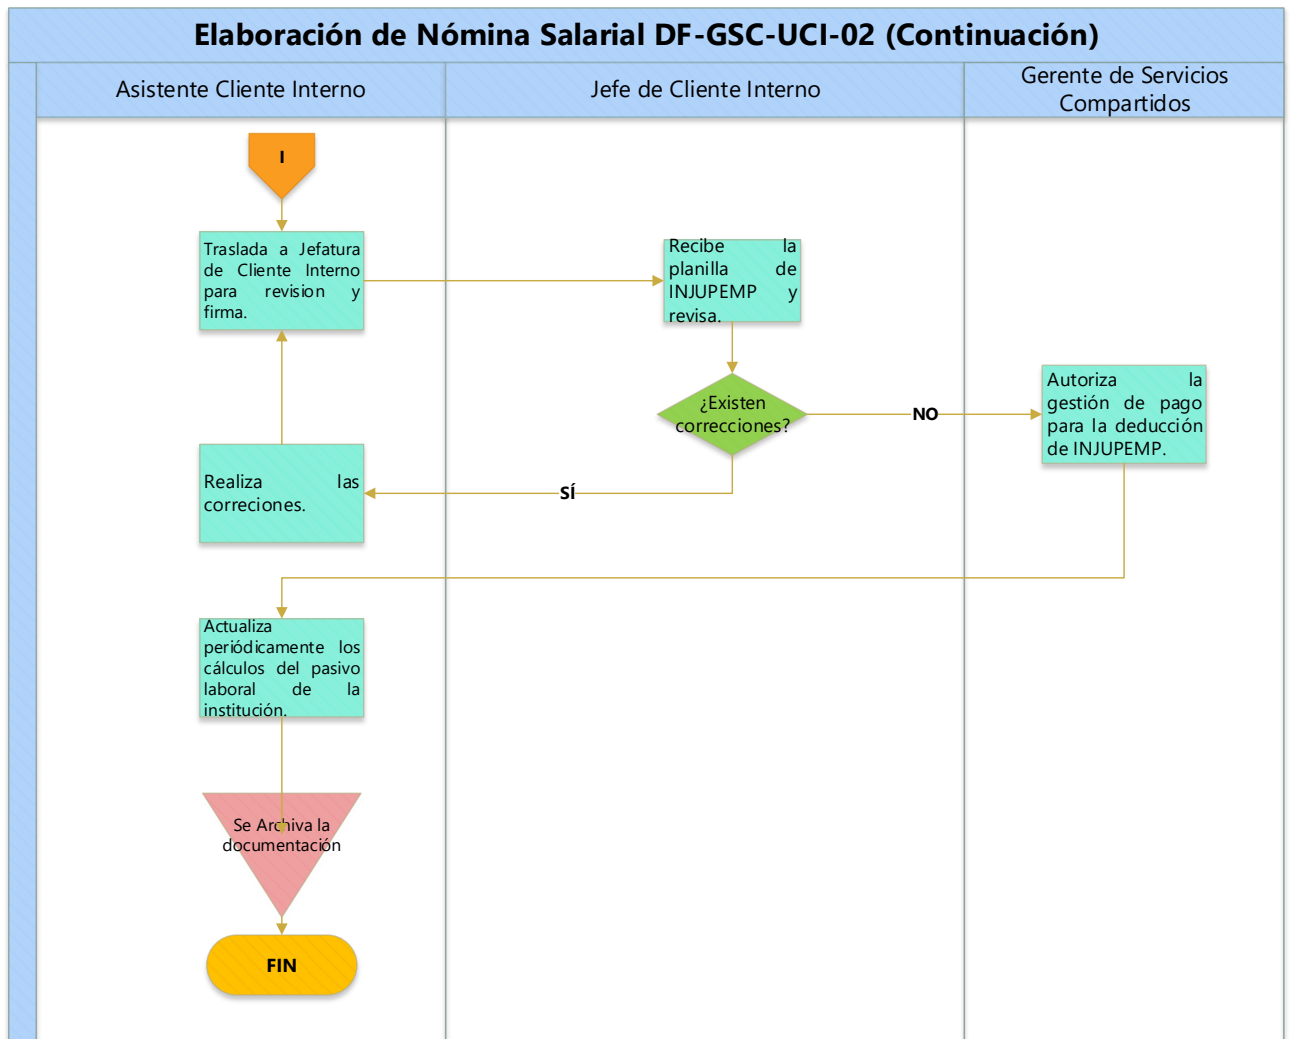 Elaboración de Nómina Salarial DF-GSC-UCI-02 (Continuación)
Asistente Cliente Interno
Jefe de Cliente Interno
Gerente de Servicios
Compartidos
I
Traslada a Jefatura
de Cliente Interno
para revision y
firma.
Recibe la
planilla de
INJUPEMP y
revisa.
¿Existen
correcciones?
NO
Autoriza la
gestión de pago
para la deducción
de INJUPEMP.
Realiza las
correciones.
SÍ
Actualiza
periódicamente los
cálculos del pasivo
laboral de la
institución.
Se Archiva la
documentación
FIN